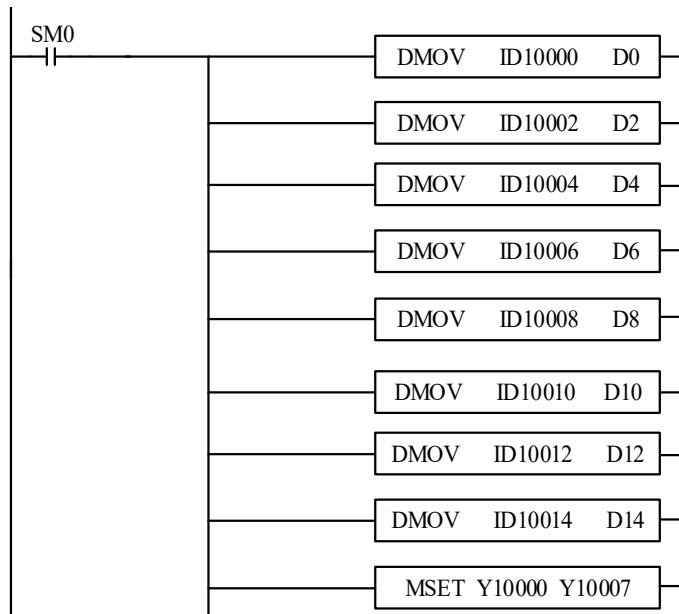 SM0
DMOV ID10000 D0
DMOV ID10002 D2
DMOV ID10004 D4
DMOV ID10006 D6
DMOV ID10008 D8
DMOV ID10010 D10
DMOV ID10012 D12
DMOV ID10014 D14
MSET Y10000 Y10007